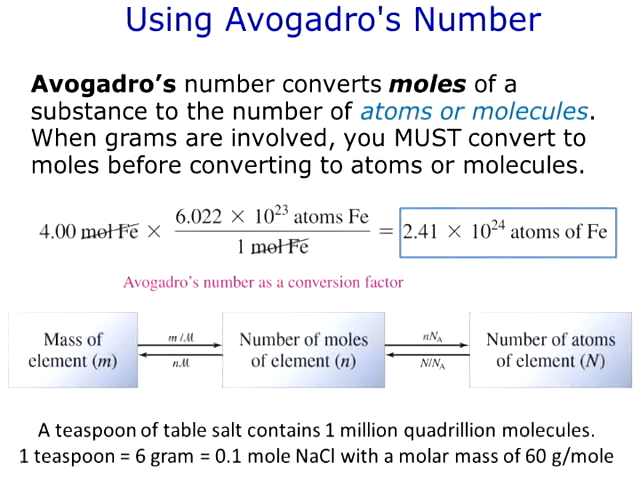 Using Avogadro's Number
Avogadro’s number converts moles of a
substance to the number of atoms or molecules.
When grams are involved, you MUST convert to
moles before converting to atoms or molecules.
4.00 mol Fe × 6.022 × 10²³ atoms Fe / 1 mol Fe = 2.41 × 10²⁴ atoms of Fe
Avogadro’s number as a conversion factor
Mass of
element (m)
m/ℳ
nℳ
Number of moles
of element (n)
nNA
N/NA
Number of atoms
of element (N)
A teaspoon of table salt contains 1 million quadrillion molecules.
1 teaspoon = 6 gram = 0.1 mole NaCl with a molar mass of 60 g/mole